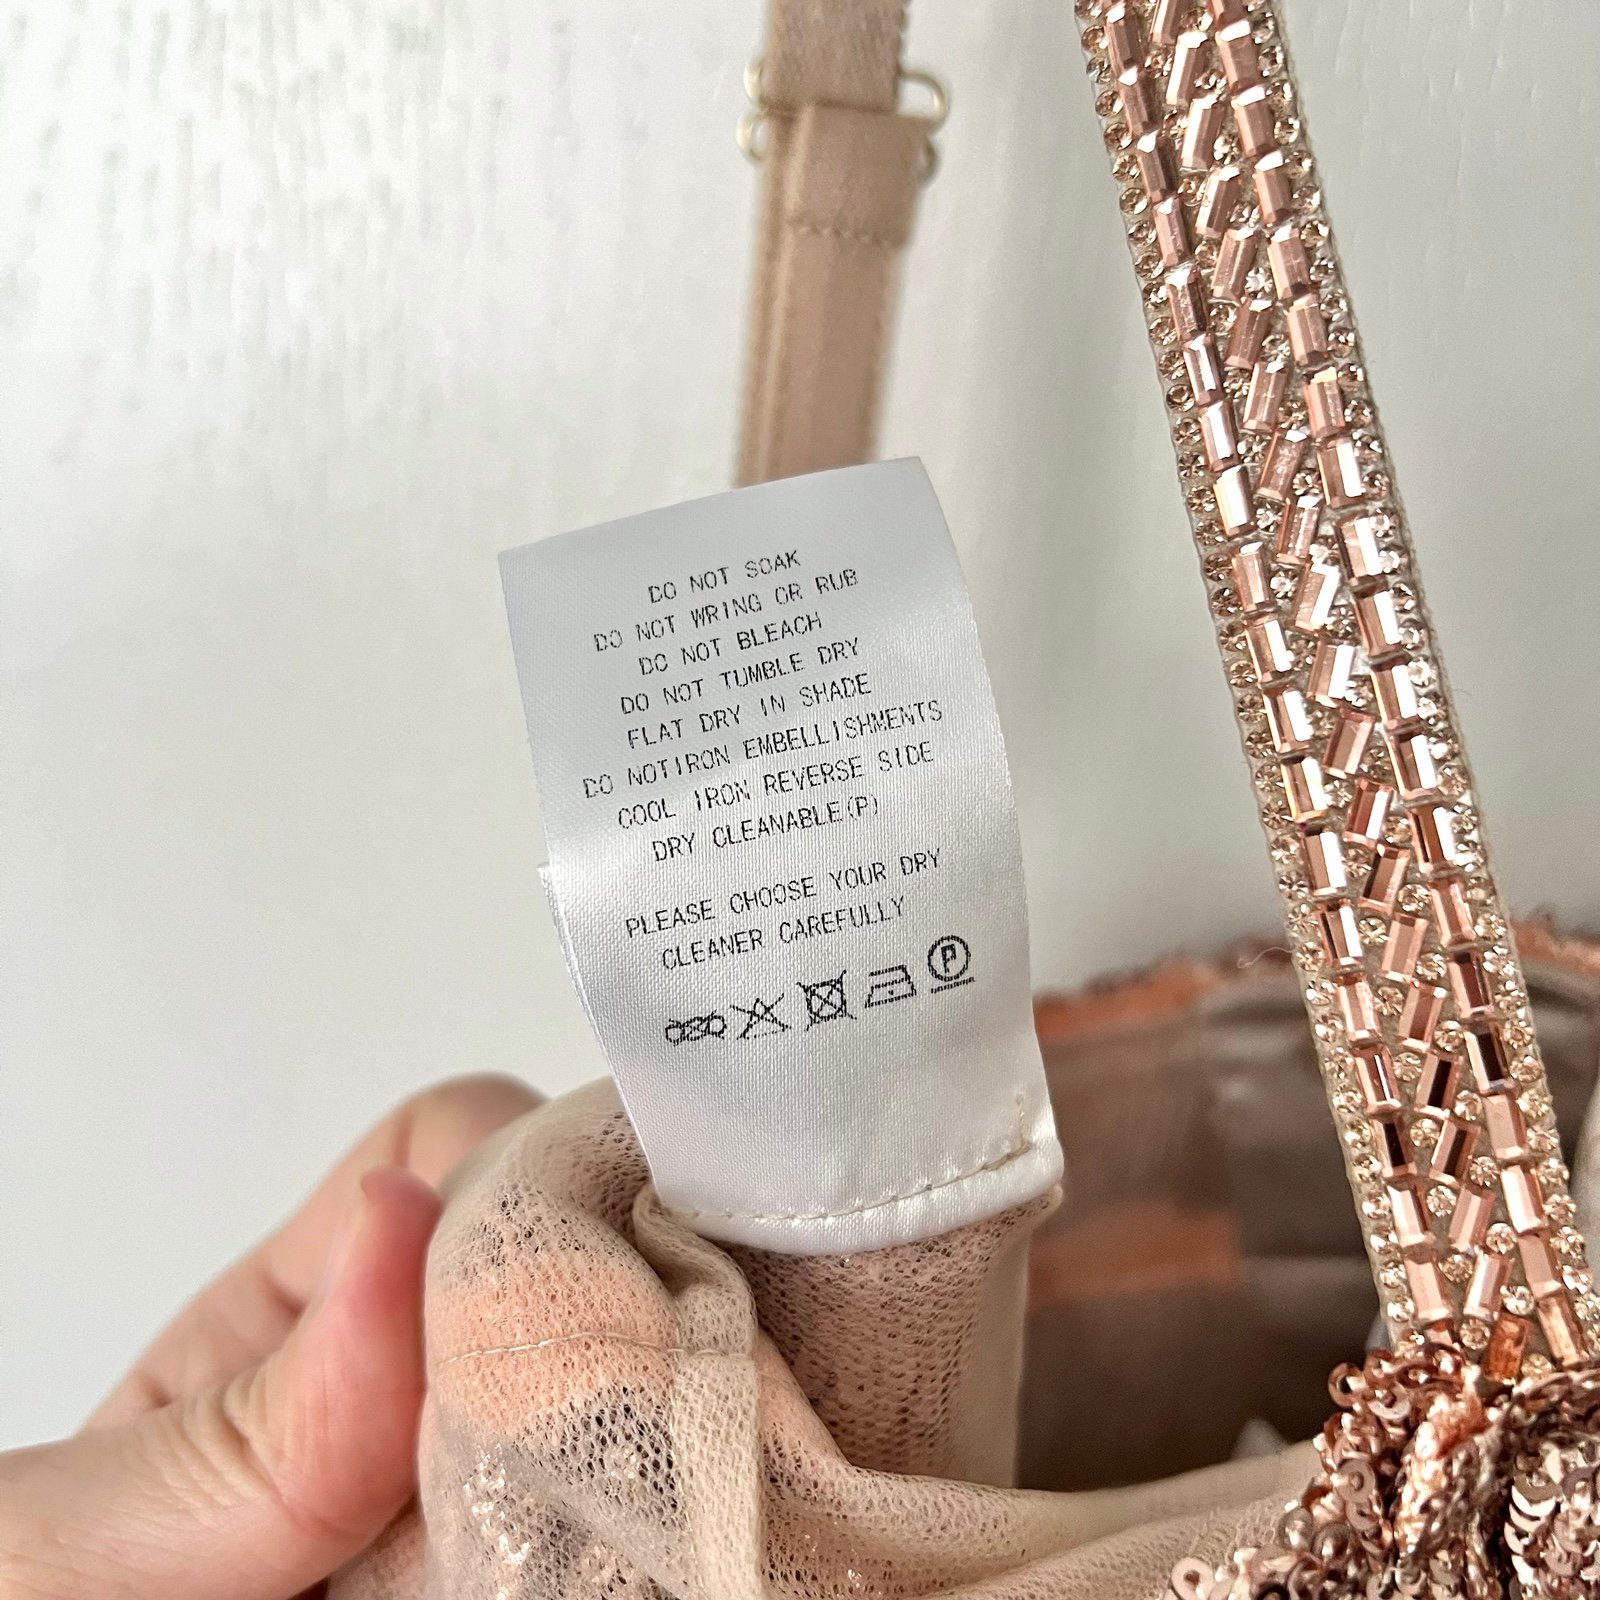 DO NOT SOAK
DO NOT WRING OR RUB
DO NOT BLEACH
DO NOT TUMBLE DRY
FLAT DRY IN SHADE
DO NOTIRON EMBELLISHMENTS
COOL IRON REVERSE SIDE
DRY CLEANABLE(P)
PLEASE CHOOSE YOUR DRY
CLEANER CAREFULLY
P